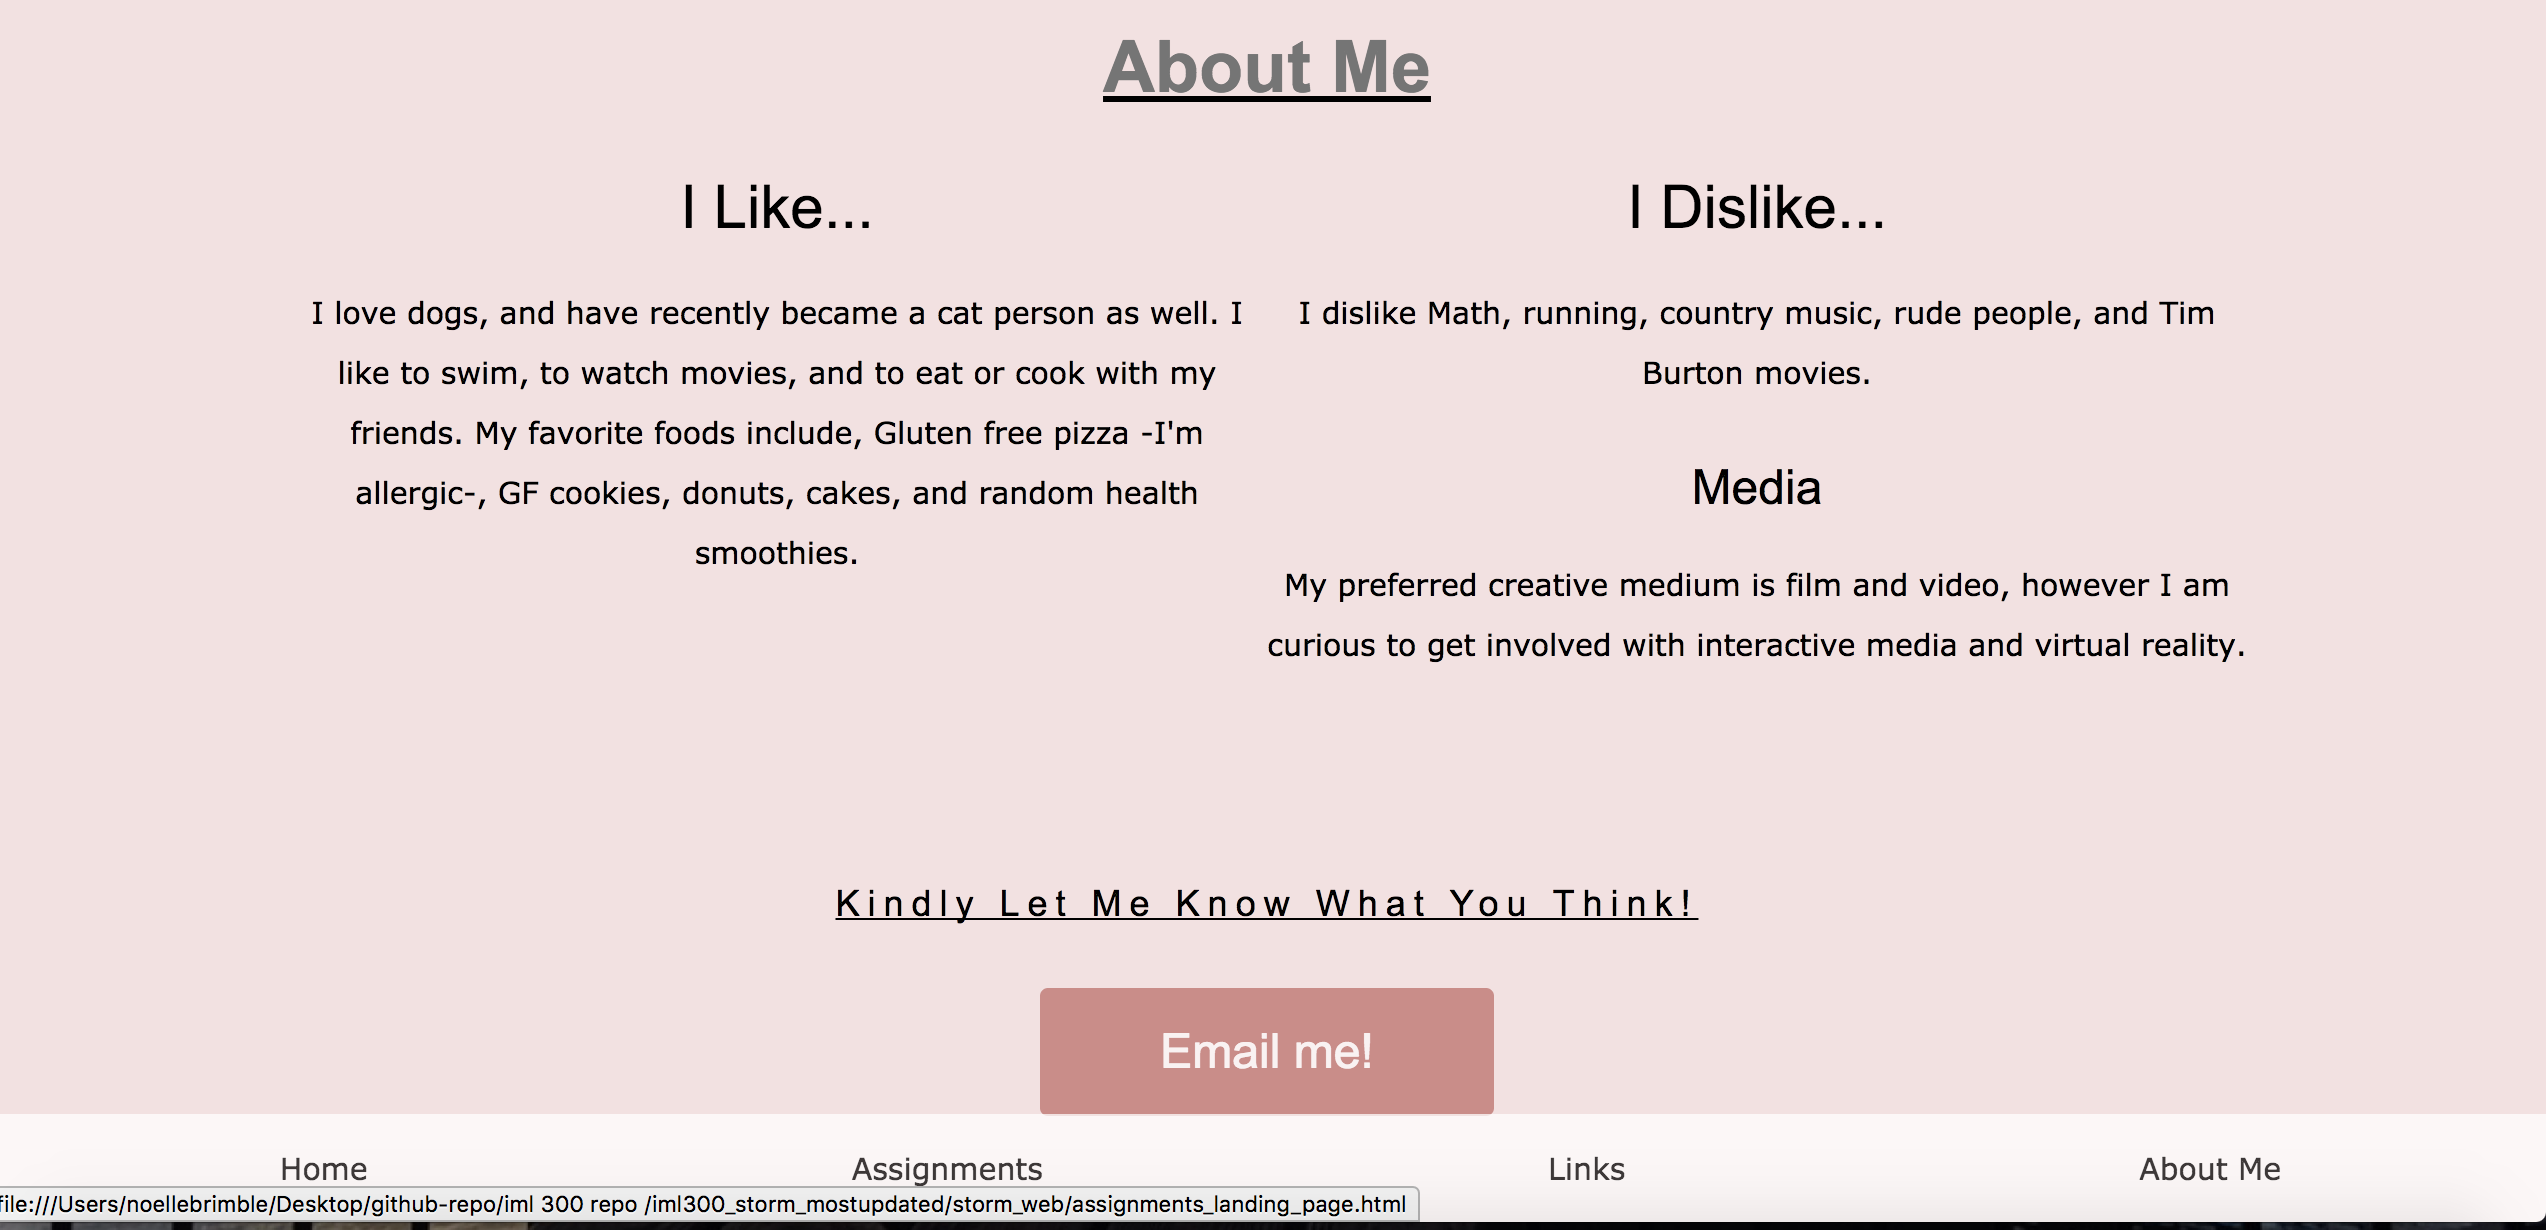 About Me
I Like...
I love dogs, and have recently became a cat person as well. I
like to swim, to watch movies, and to eat or cook with my
friends. My favorite foods include, Gluten free pizza -I'm
allergic-, GF cookies, donuts, cakes, and random health
smoothies.
I Dislike...
I dislike Math, running, country music, rude people, and Tim
Burton movies.
Media
My preferred creative medium is film and video, however I am
curious to get involved with interactive media and virtual reality.
Kindly Let Me Know What You Think!
Email me!
Home
Assignments
Links
About Me
file:///Users/noellebrimble/Desktop/github-repo/iml 300 repo /iml300_storm_mostupdated/storm_web/assignments_landing_page.html